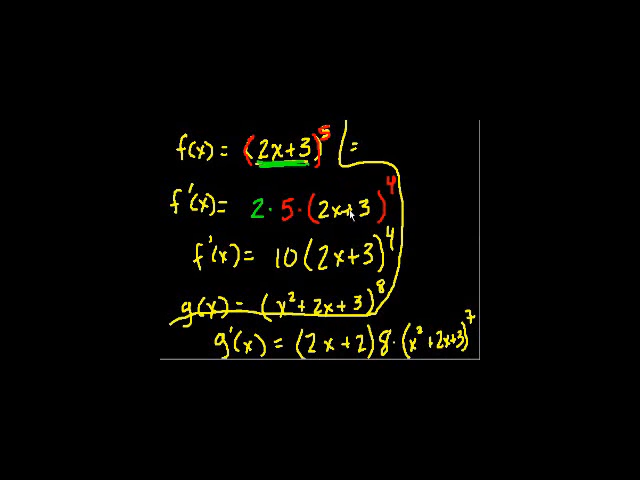 f(x) = (2x+3)^5 =
f'(x) = 2·5·(2x+3)^4
f'(x) = 10(2x+3)^4
g(x) = (x^2+2x+3)^8
g'(x) = (2x+2)8·(x^2+2x+3)^7